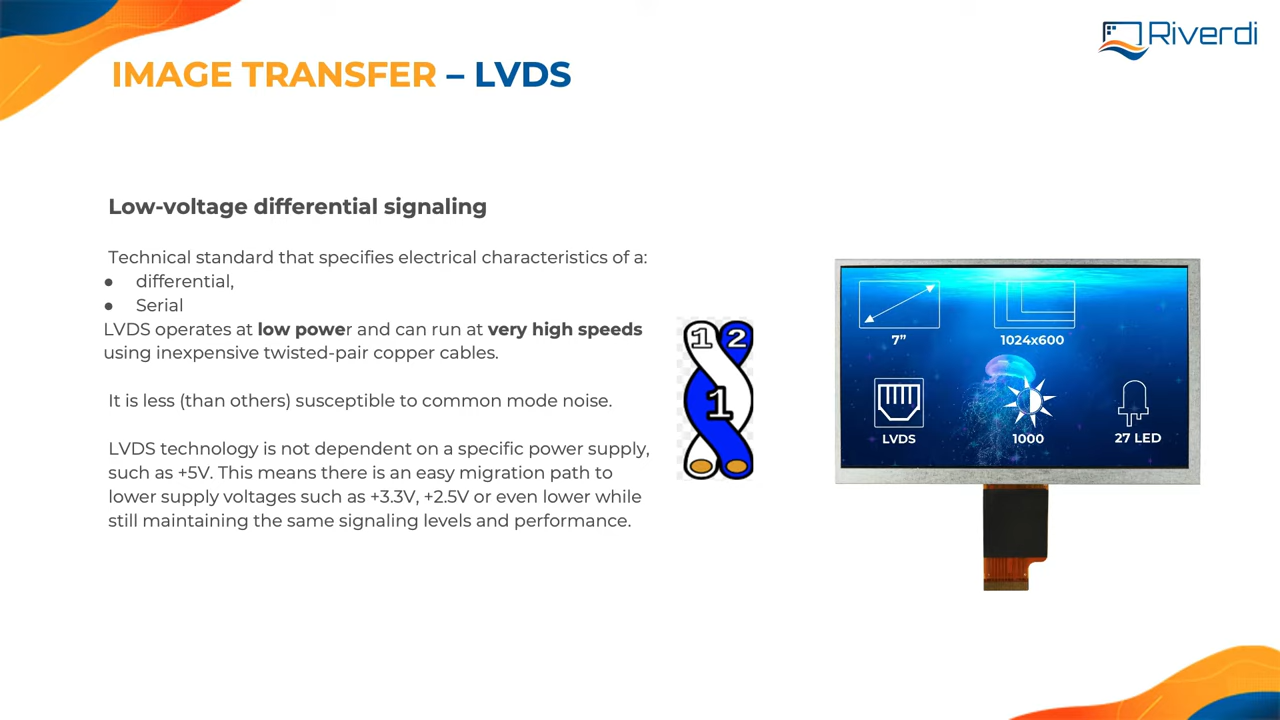 Riverdi
IMAGE TRANSFER – LVDS
Low-voltage differential signaling
Technical standard that specifies electrical characteristics of a:
● differential,
● Serial
LVDS operates at low power and can run at very high speeds
using inexpensive twisted-pair copper cables.
It is less (than others) susceptible to common mode noise.
LVDS technology is not dependent on a specific power supply,
such as +5V. This means there is an easy migration path to
lower supply voltages such as +3.3V, +2.5V or even lower while
still maintaining the same signaling levels and performance.
1 2
1
7”
1024x600
LVDS
1000
27 LED